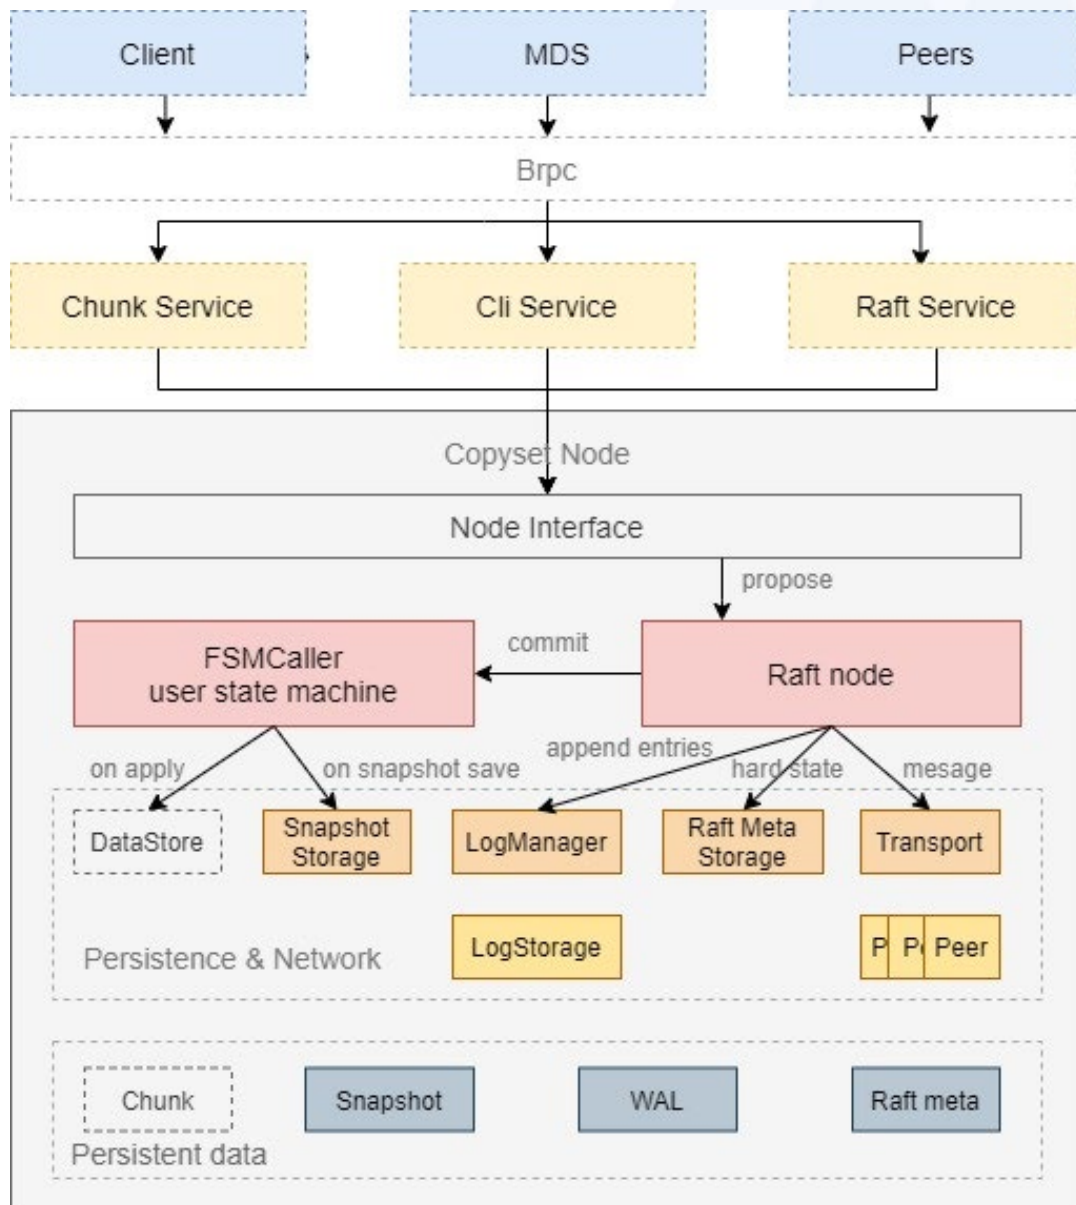 Client
MDS
Peers
Brpc
Chunk Service
Cli Service
Raft Service
Copyset Node
Node Interface
propose
FSMCaller
user state machine
commit
Raft node
on apply
on snapshot save
append entries
hard state
mesage
DataStore
Snapshot
Storage
LogManager
Raft Meta
Storage
Transport
Persistence & Network
LogStorage
P
Peer
Chunk
Snapshot
WAL
Raft meta
Persistent data